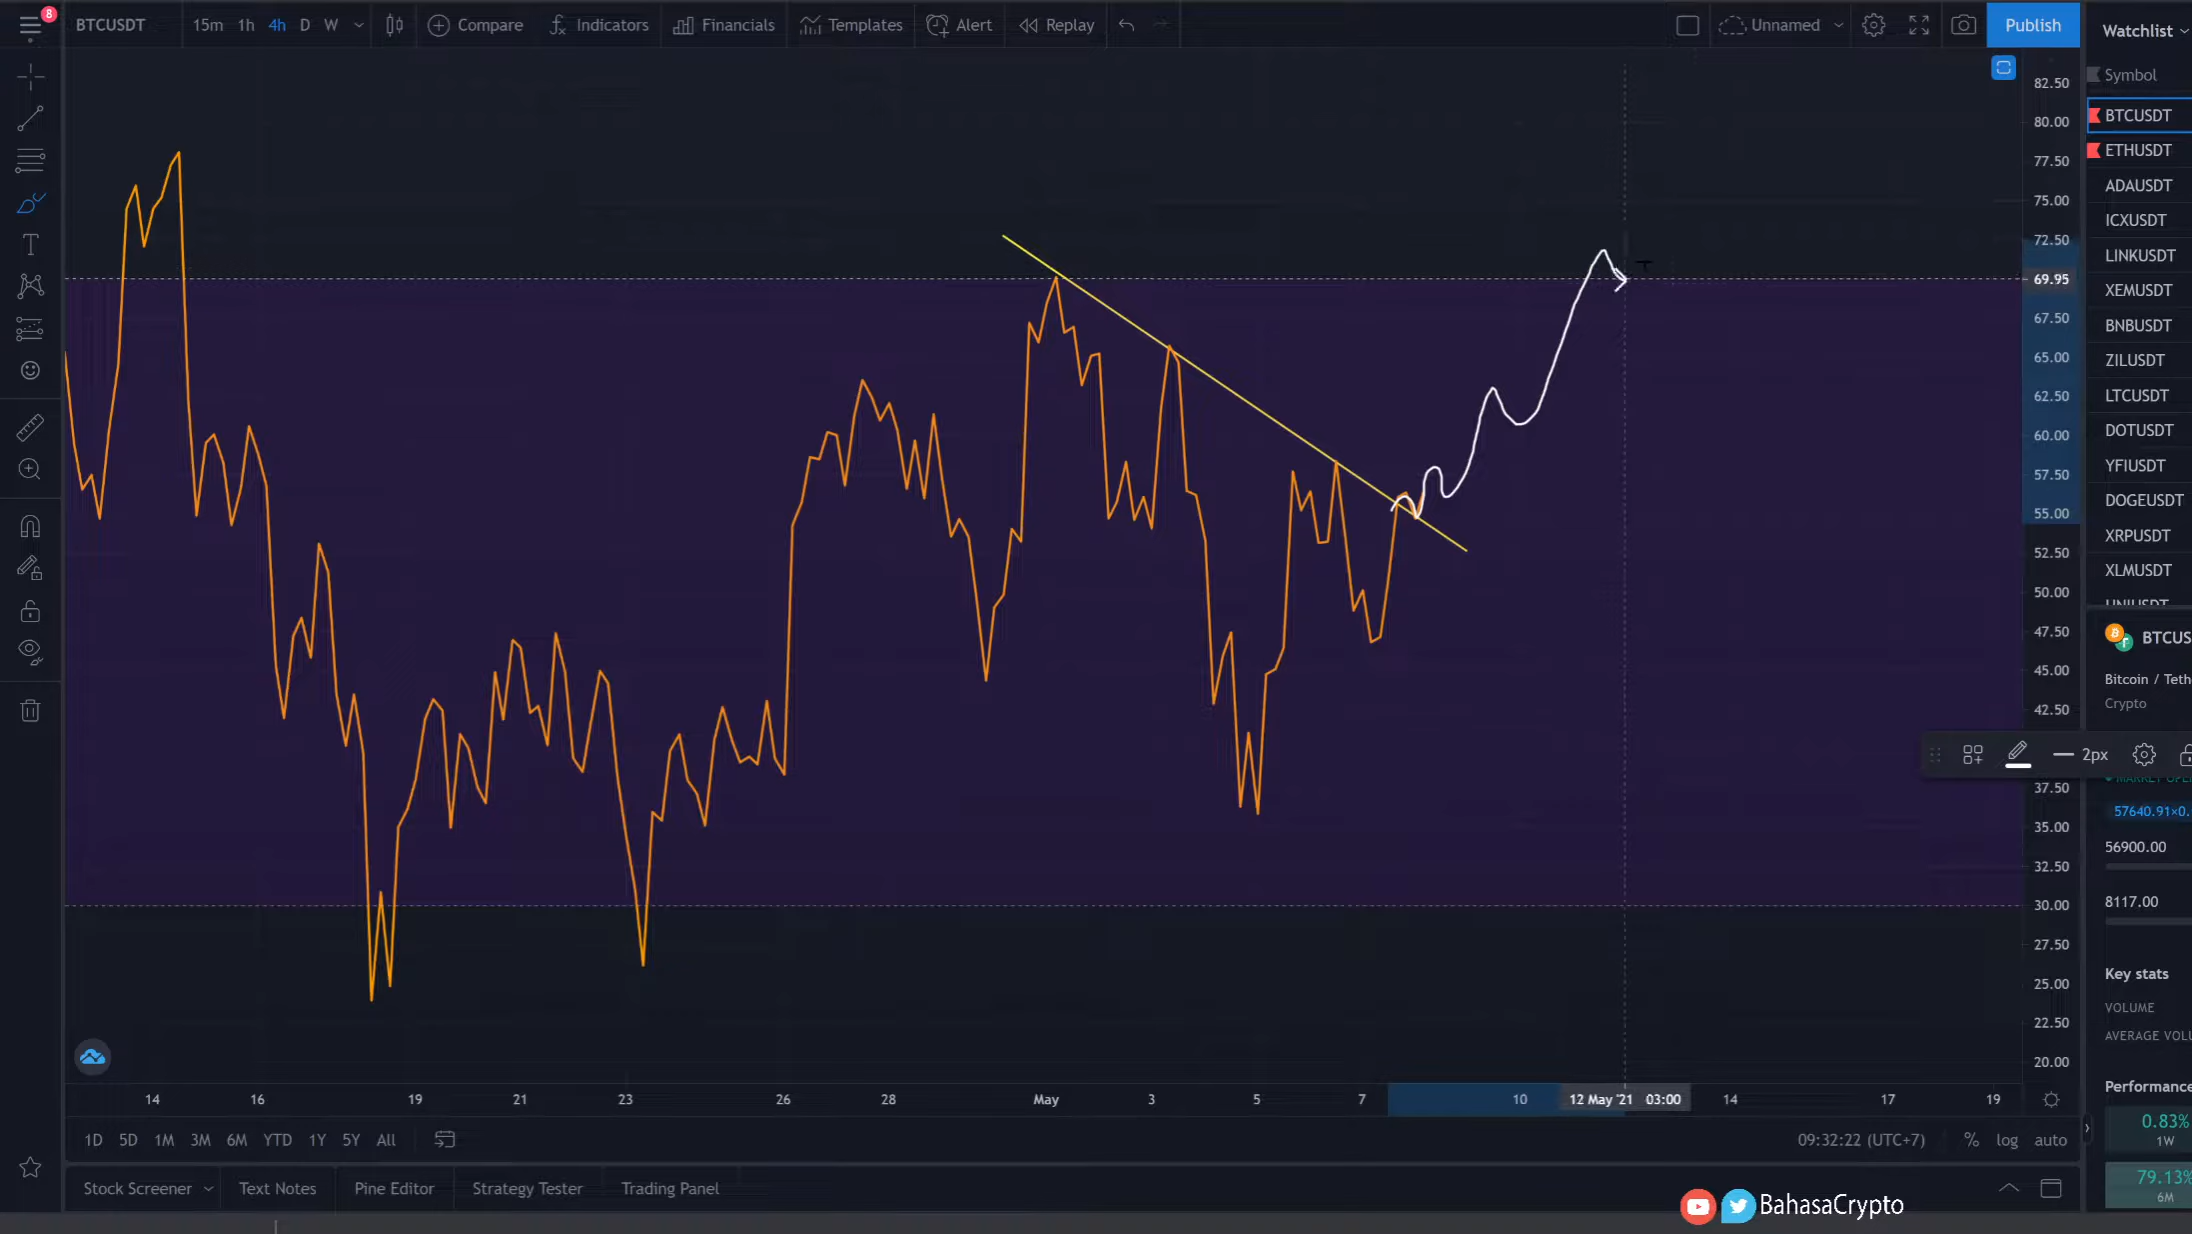 8
BTCUSDT 15m 1h 4h D W Compare Indicators Financials Templates Alert Replay Unnamed Publish
Watchlist
Symbol
BTCUSDT
ETHUSDT
ADAUSDT
ICXUSDT
LINKUSDT
XEMUSDT
BNBUSDT
ZILUSDT
LTCUSDT
DOTUSDT
YFIUSDT
DOGEUSDT
XRPUSDT
XLMUSDT
82.50
80.00
77.50
75.00
72.50
69.95
67.50
65.00
62.50
60.00
57.50
55.00
52.50
50.00
47.50
45.00
42.50
37.50
35.00
32.50
30.00
27.50
25.00
22.50
20.00
BTCUS
Bitcoin / Teth
Crypto
2px
57640.91×0.
56900.00
8117.00
Key stats
VOLUME
AVERAGE VOLU
Performance
0.83%
1W
79.13%
6M
14 16 19 21 23 26 28 May 3 5 7 10 12 May '21 03:00 14 17 19
1D 5D 1M 3M 6M YTD 1Y 5Y All 09:32:22 (UTC+7) % log auto
Stock Screener Text Notes Pine Editor Strategy Tester Trading Panel
BahasaCrypto